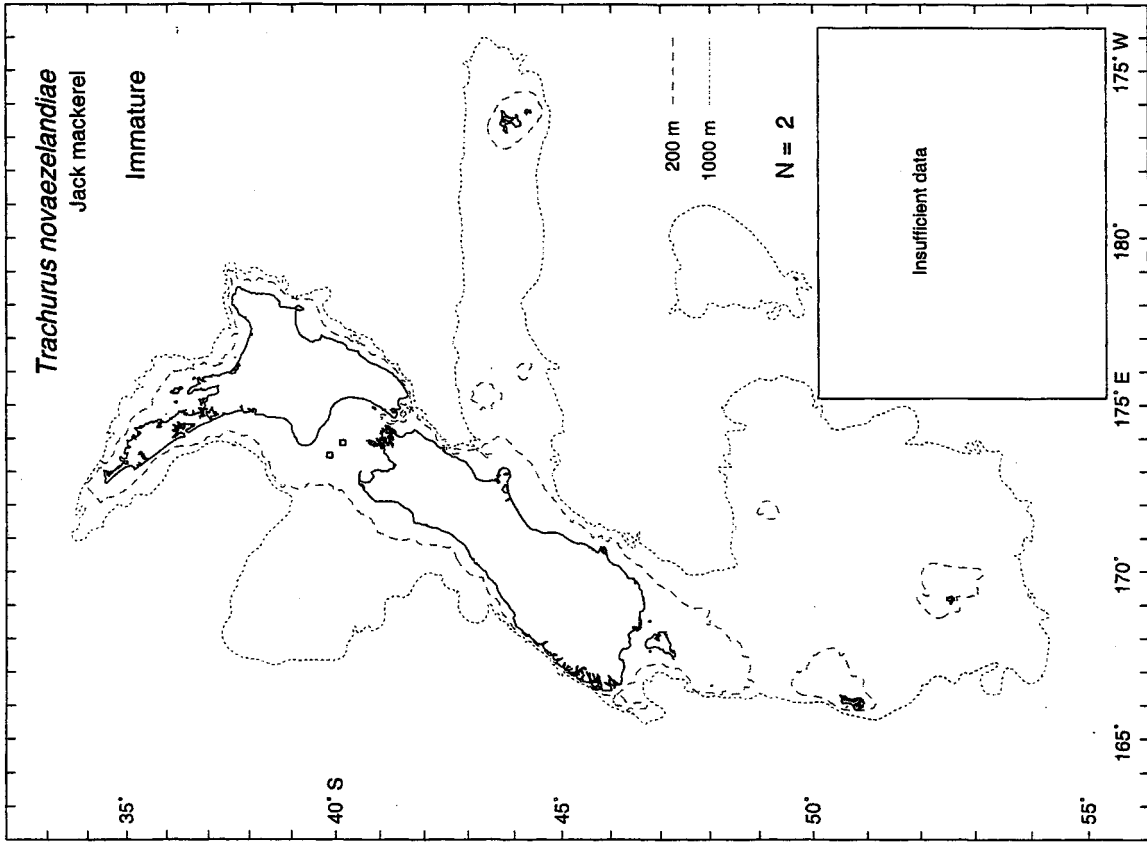 Trachurus novaezelandiae
Jack mackerel
Immature
35°
40° S
45°
50°
55°
200 m
1000 m
N = 2
Insufficient data
165°
170°
175° E
180°
175° W